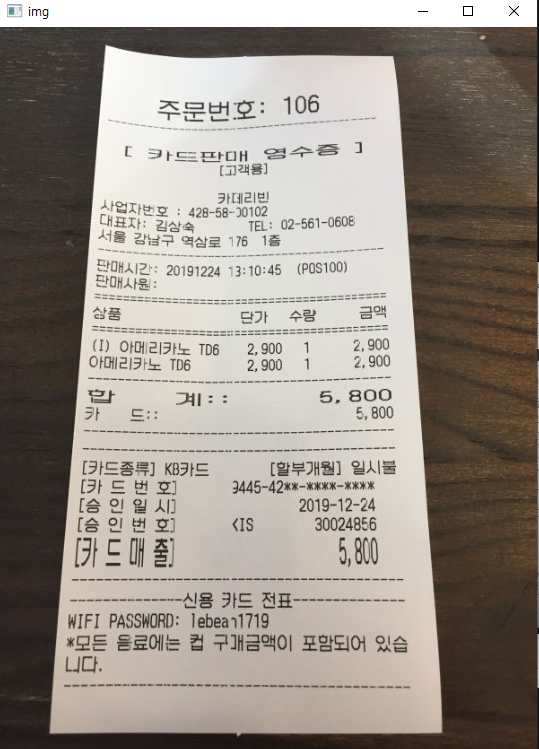 img
주문번호: 106
[ 카드판매 영수증 ]
[고객용]
카페리빈
사업자번호 : 428-58-00102
대표자: 김삼숙 TEL: 02-561-0608
서울 강남구 역삼로 176 1층
판매시간: 20191224 13:10:45 (POS100)
판매사원:
상품 단가 수량 금액
(I) 아메리카노 TD6 2,900 1 2,900
아메리카노 TD6 2,900 1 2,900
합 계:: 5,800
카 드:: 5,800
[카드종류] KB카드 [할부개월] 일시불
[카 드 번 호] 9445-42**-****-****
[승 인 일 시] 2019-12-24
[승 인 번 호] KIS 30024856
[카 드 매 출] 5,800
--------------신용 카드 전표--------------
WIFI PASSWORD: lebean1719
*모든 음료에는 컵 구매금액이 포함되어 있습
니다.